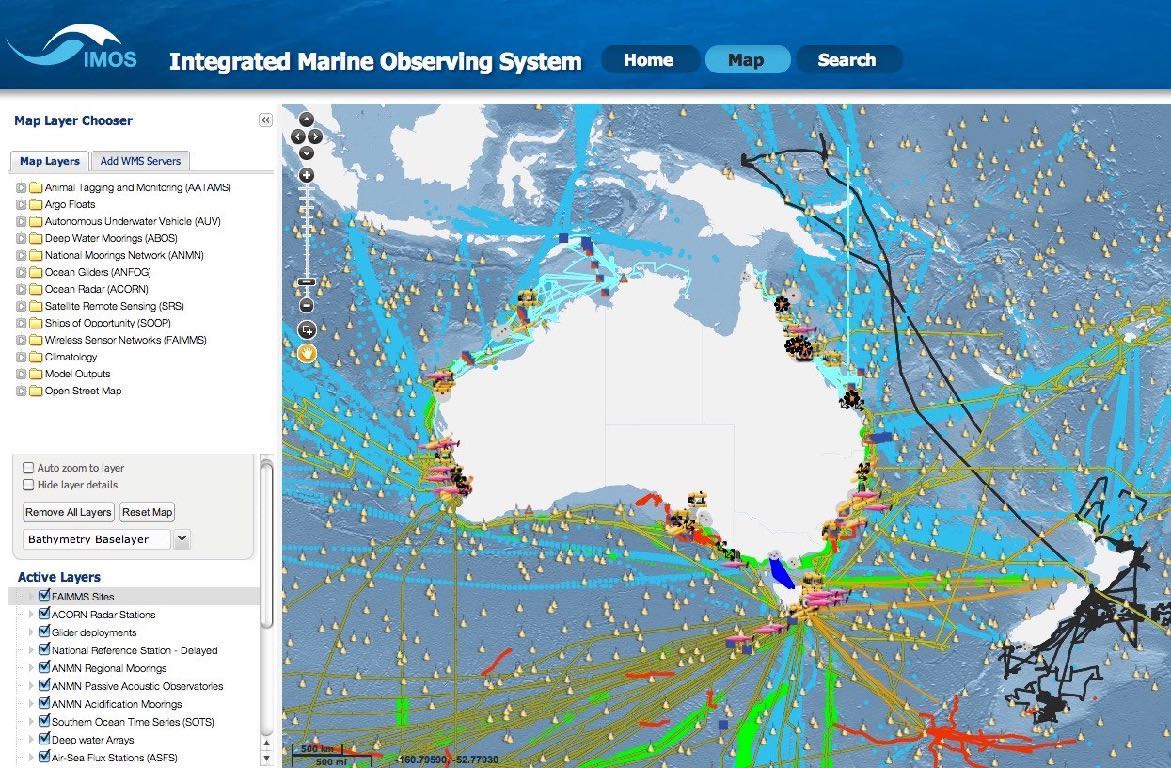 IMOS
Integrated Marine Observing System
Home
Map
Search
Map Layer Chooser
Map Layers
Add WMS Servers
Animal Tagging and Monitoring (AATAMS)
Argo Floats
Autonomous Underwater Vehicle (AUV)
Deep Water Moorings (ABOS)
National Moorings Network (ANMN)
Ocean Gliders (ANFOG)
Ocean Radar (ACORN)
Satellite Remote Sensing (SRS)
Ships of Opportunity (SOOP)
Wireless Sensor Networks (FAIMMS)
Climatology
Model Outputs
Open Street Map
Auto zoom to layer
Hide layer details
Remove All Layers
Reset Map
Bathymetry Baselayer
Active Layers
FAIMMS Sites
ACORN Radar Stations
Glider deployments
National Reference Station - Delayed
ANMN Regional Moorings
ANMN Passive Acoustic Observatories
ANMN Acidification Moorings
Southern Ocean Time Series (SOTS)
Deep water Arrays
Air-Sea Flux Stations (ASFS)
500 km
500 mi
-160.79590, -52.77030